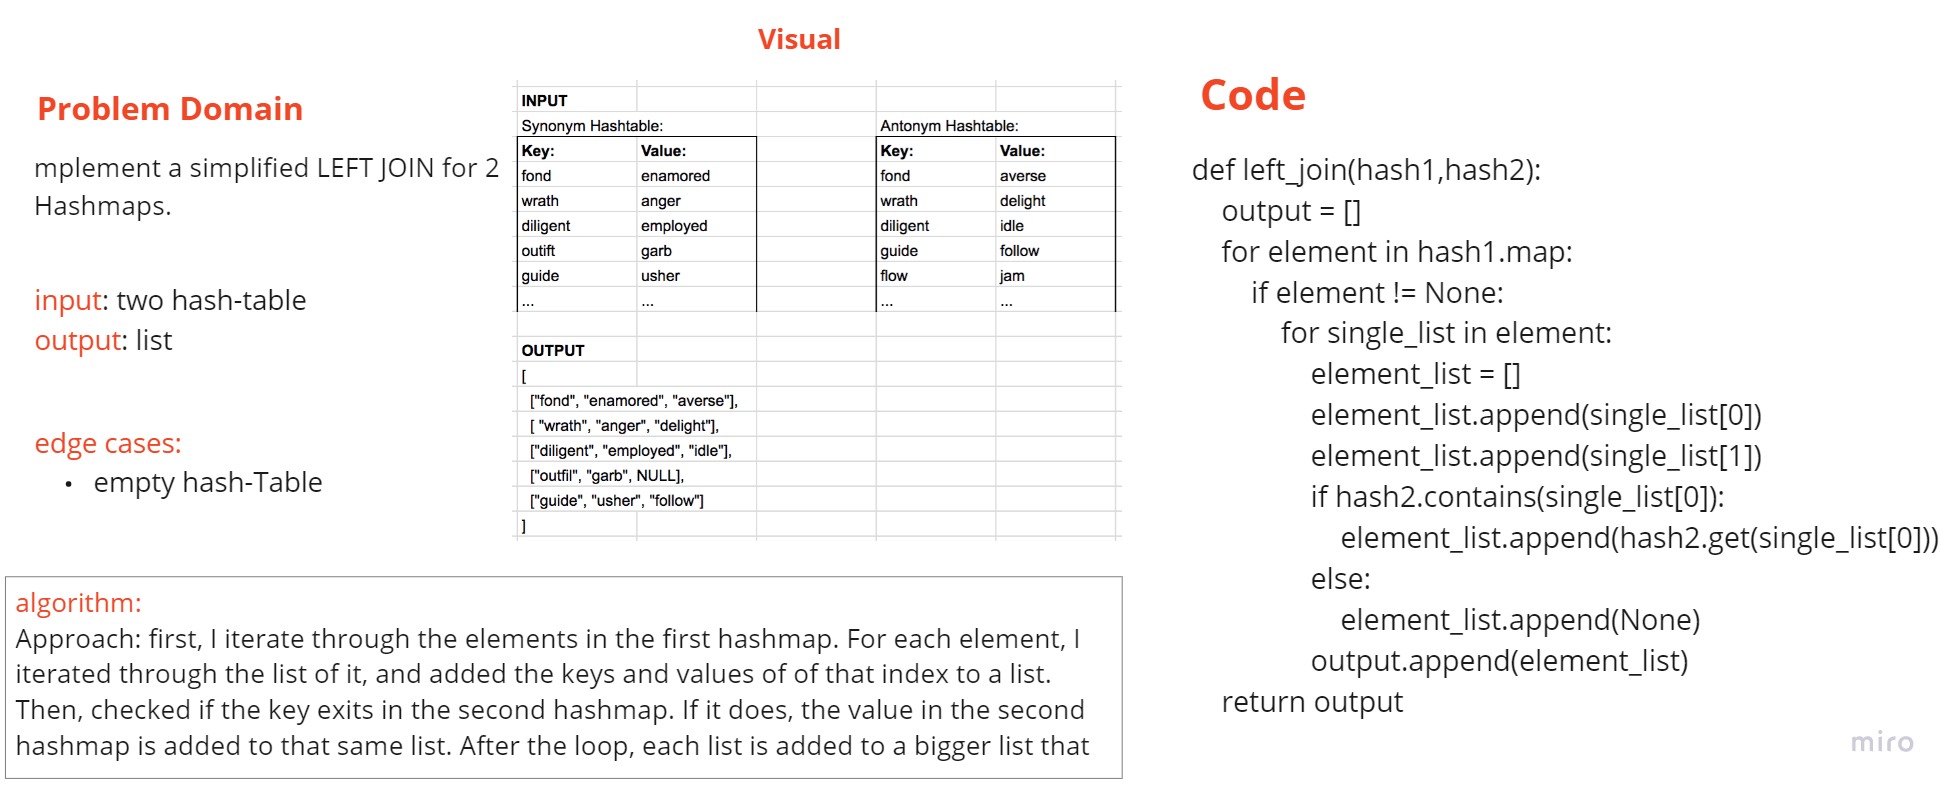 Visual
Problem Domain
mplement a simplified LEFT JOIN for 2
Hashmaps.
input: two hash-table
output: list
edge cases:
• empty hash-Table
INPUT
Synonym Hashtable: Antonym Hashtable:
Key: Value: Key: Value:
fond enamored fond averse
wrath anger wrath delight
diligent employed diligent idle
outift garb guide follow
guide usher flow jam
... ... ... ...
OUTPUT
[
["fond", "enamored", "averse"],
[ "wrath", "anger", "delight"],
["diligent", "employed", "idle"],
["outfil", "garb", NULL],
["guide", "usher", "follow"]
]
algorithm:
Approach: first, I iterate through the elements in the first hashmap. For each element, I
iterated through the list of it, and added the keys and values of of that index to a list.
Then, checked if the key exits in the second hashmap. If it does, the value in the second
hashmap is added to that same list. After the loop, each list is added to a bigger list that
Code
def left_join(hash1,hash2):
output = []
for element in hash1.map:
if element != None:
for single_list in element:
element_list = []
element_list.append(single_list[0])
element_list.append(single_list[1])
if hash2.contains(single_list[0]):
element_list.append(hash2.get(single_list[0]))
else:
element_list.append(None)
output.append(element_list)
return output
miro